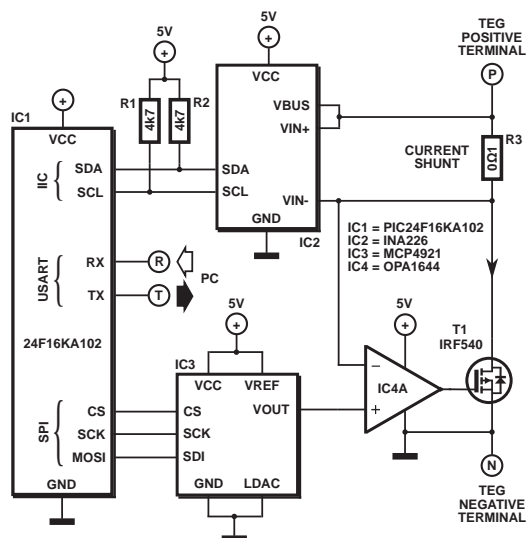 5V
5V
TEG
POSITIVE
TERMINAL
P
IC1
VCC
R1
R2
4k7
4k7
VCC
VBUS
VIN+
R3
0Ω1
CURRENT
SHUNT
IIC
SDA
SCL
SDA
SCL
VIN-
GND
IC2
IC1 = PIC24F16KA102
IC2 = INA226
IC3 = MCP4921
IC4 = OPA1644
USART
RX
R
TX
T
PC
24F16KA102
5V
5V
T1
IRF540
IC3
VCC
VREF
VOUT
IC4A
SPI
CS
SCK
MOSI
CS
SCK
SDI
GND
GND
LDAC
N
TEG
NEGATIVE
TERMINAL